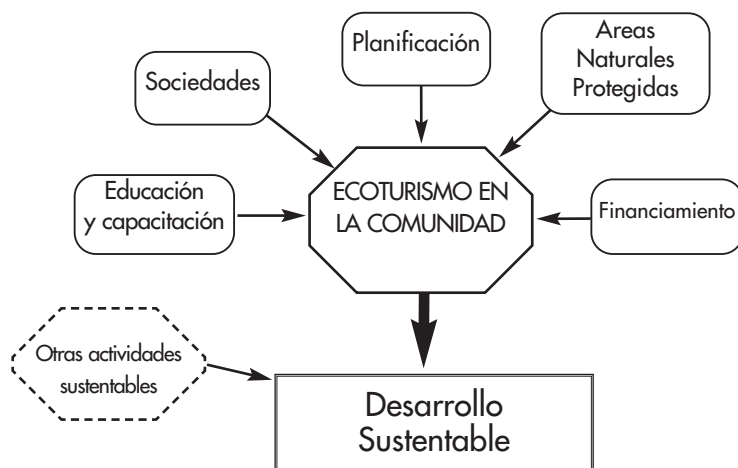 Planificación
Areas
Naturales
Protegidas
Sociedades
Educación
y capacitación
ECOTURISMO EN
LA COMUNIDAD
Financiamiento
Otras actividades
sustentables
Desarrollo
Sustentable